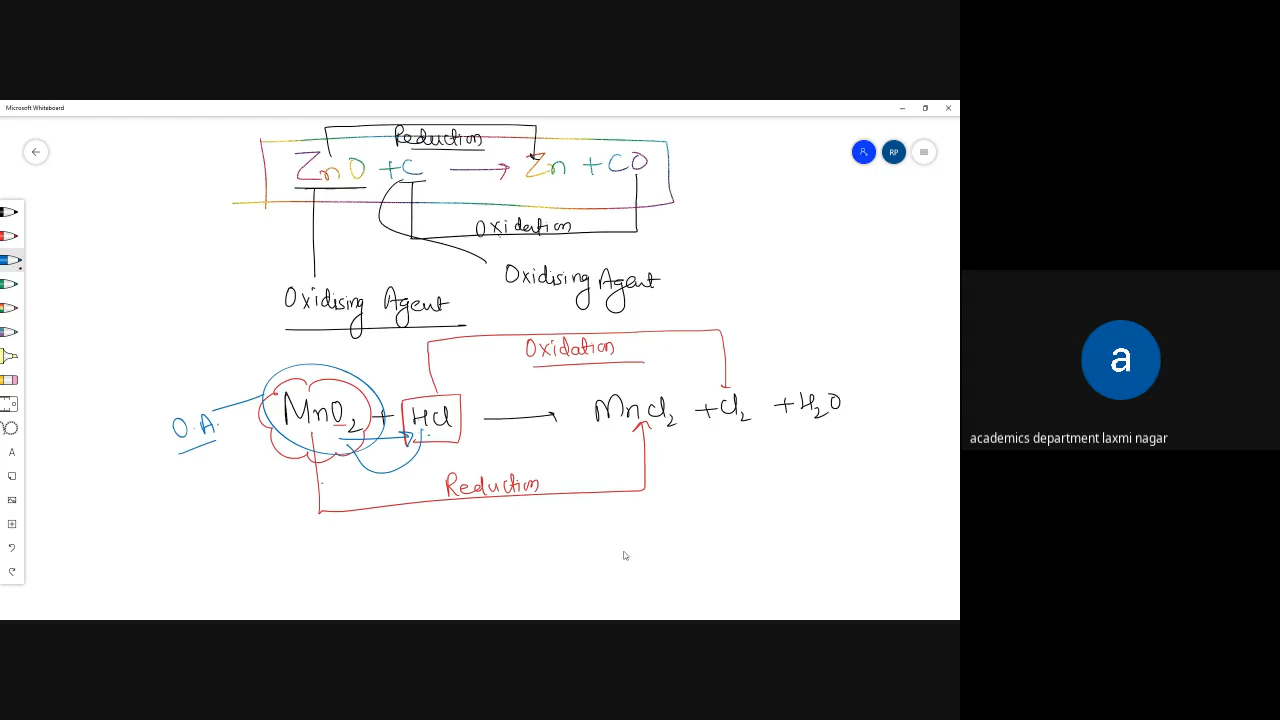 Microsoft Whiteboard
Reduction
ZnO + C → Zn + CO
RP
Oxidation
Oxidising Agent
Oxidising Agent
Oxidation
MnO₂ + HCl → MnCl₂ + Cl₂ + H₂O
O.A.
Reduction
A
a
academics department laxmi nagar